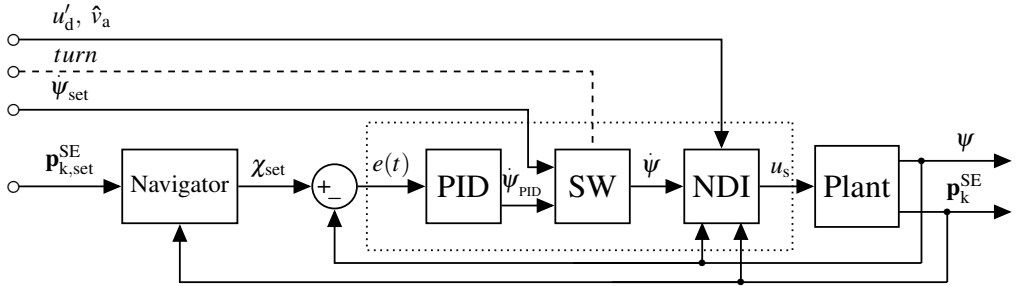 u′d, v̂a
turn
ψ̇set
pSEk,set
Navigator
χset
+
−
e(t)
PID
ψ̇PID
SW
ψ̇
NDI
us
Plant
ψ
pSEk